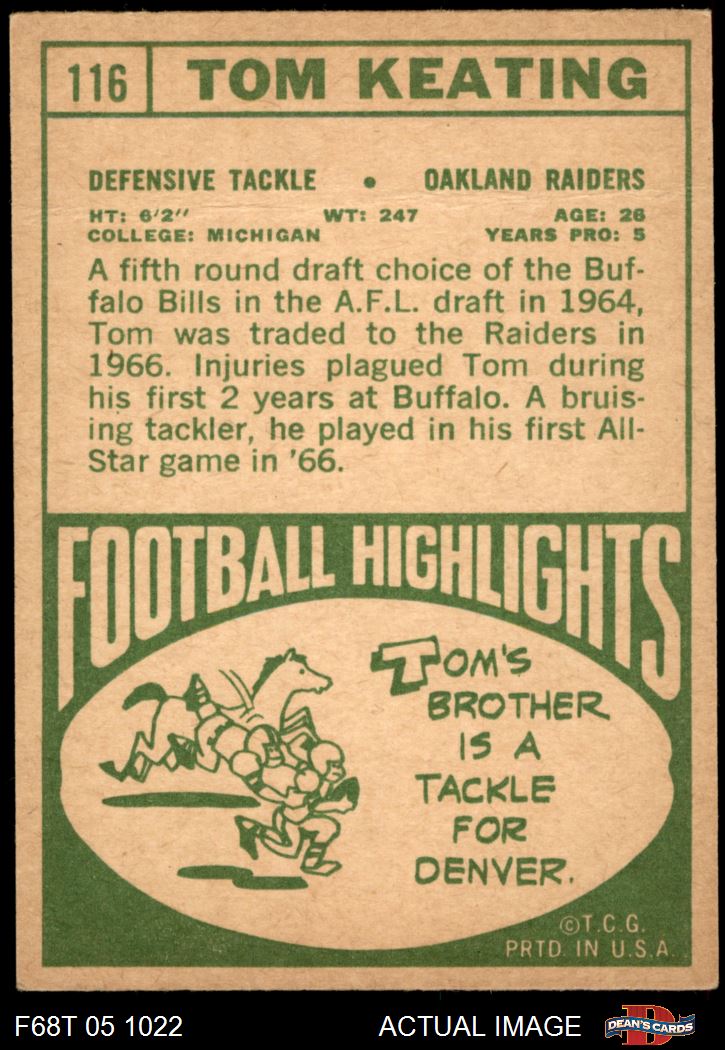 116 TOM KEATING
DEFENSIVE TACKLE • OAKLAND RAIDERS
HT: 6'2" WT: 247 AGE: 26
COLLEGE: MICHIGAN YEARS PRO: 5
A fifth round draft choice of the Buf-
falo Bills in the A.F.L. draft in 1964,
Tom was traded to the Raiders in
1966. Injuries plagued Tom during
his first 2 years at Buffalo. A bruis-
ing tackler, he played in his first All-
Star game in '66.
FOOTBALL HIGHLIGHTS
TOM'S
BROTHER
IS A
TACKLE
FOR
DENVER.
©T.C.G.
PRTD. IN U.S.A.
F68T 05 1022 ACTUAL IMAGE D DEAN'S CARDS